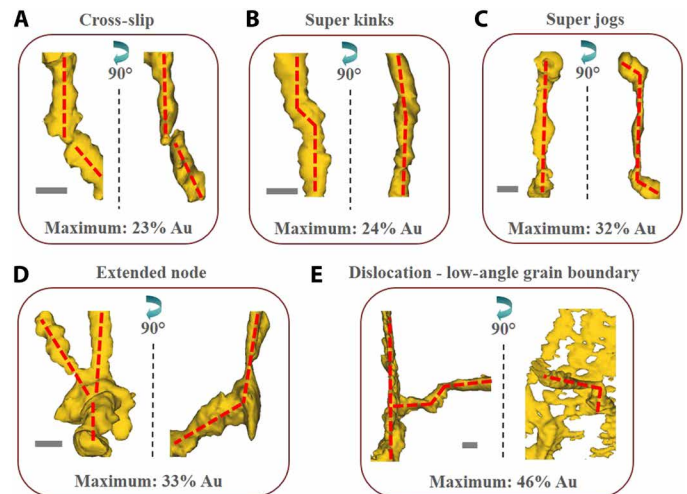 A Cross-slip
90°
Maximum: 23% Au
B Super kinks
90°
Maximum: 24% Au
C Super jogs
90°
Maximum: 32% Au
D Extended node
90°
Maximum: 33% Au
E Dislocation - low-angle grain boundary
90°
Maximum: 46% Au